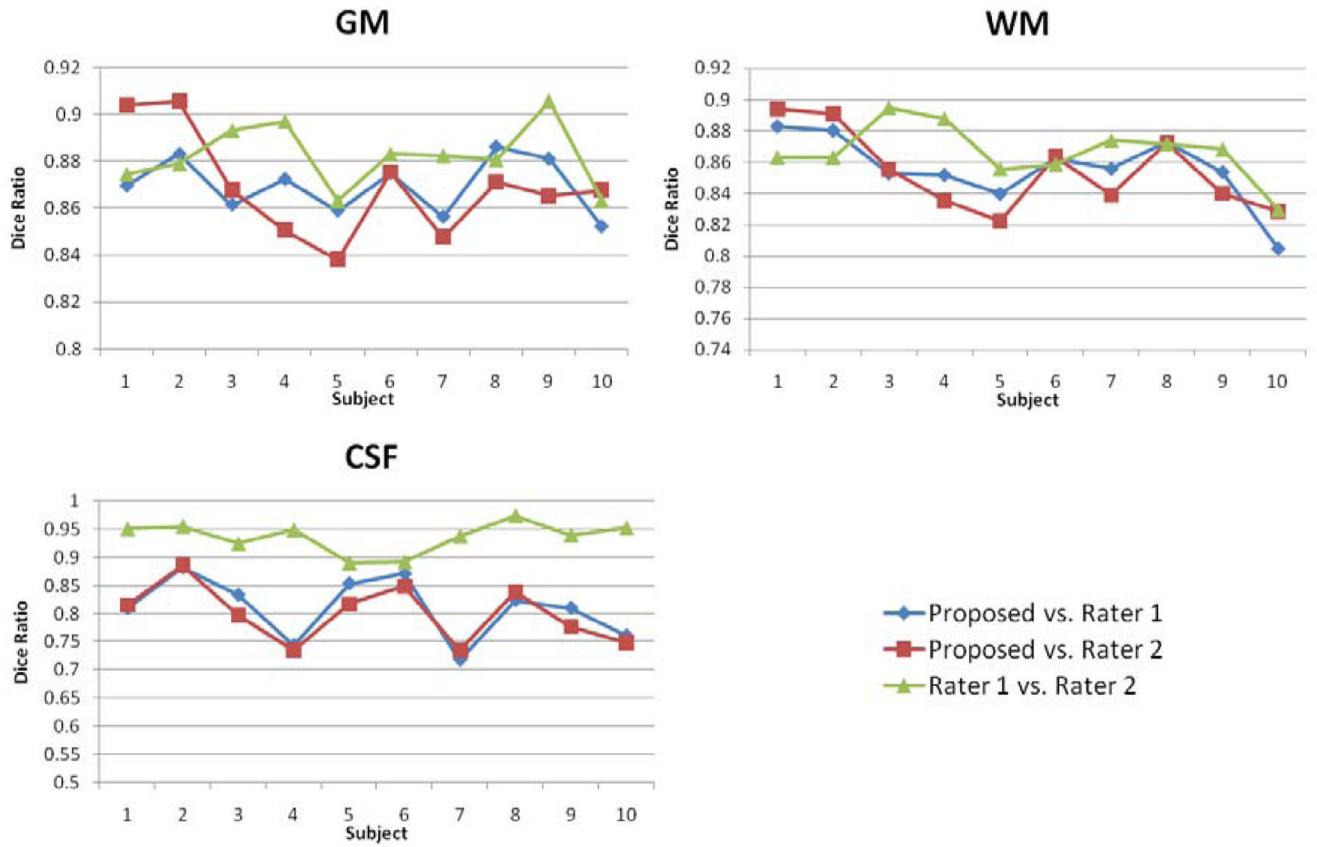 GM
0.92
0.9
0.88
0.86
0.84
0.82
0.8
Dice Ratio
1 2 3 4 5 6 7 8 9 10
Subject
WM
0.92
0.9
0.88
0.86
0.84
0.82
0.8
0.78
0.76
0.74
Dice Ratio
1 2 3 4 5 6 7 8 9 10
Subject
CSF
1
0.95
0.9
0.85
0.8
0.75
0.7
0.65
0.6
0.55
0.5
Dice Ratio
1 2 3 4 5 6 7 8 9 10
Subject
Proposed vs. Rater 1
Proposed vs. Rater 2
Rater 1 vs. Rater 2